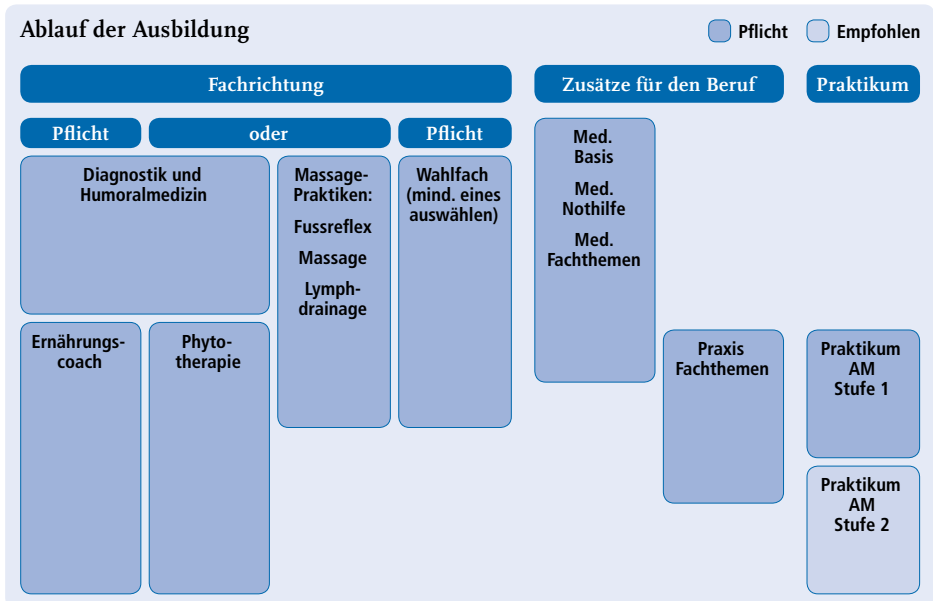 Ablauf der Ausbildung
Pflicht
Empfohlen
Fachrichtung
Zusätze für den Beruf
Praktikum
Pflicht
oder
Pflicht
Diagnostik und
Humoralmedizin
Massage-
Praktiken:
Fussreflex
Massage
Lymph-
drainage
Wahlfach
(mind. eines
auswählen)
Med.
Basis
Med.
Nothilfe
Med.
Fachthemen
Ernährungs-
coach
Phyto-
therapie
Praxis
Fachthemen
Praktikum
AM
Stufe 1
Praktikum
AM
Stufe 2